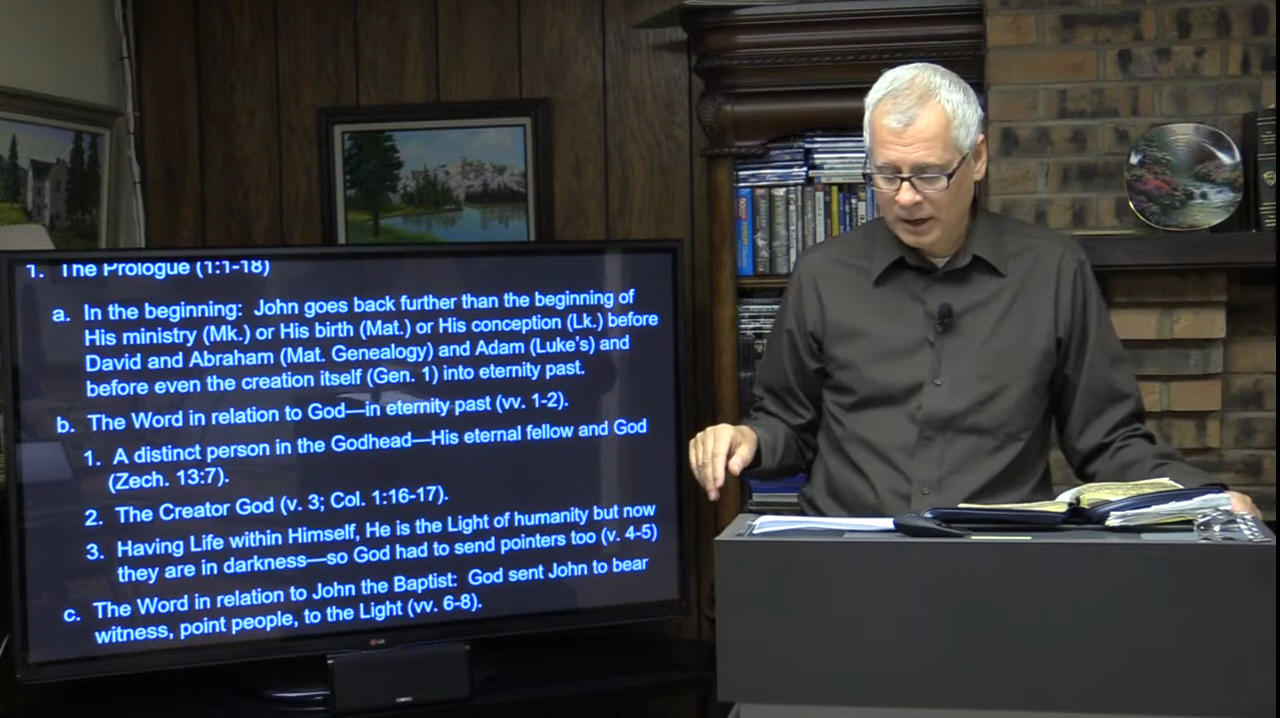 1. The Prologue (1:1-18)
a. In the beginning: John goes back further than the beginning of
His ministry (Mk.) or His birth (Mat.) or His conception (Lk.) before
David and Abraham (Mat. Genealogy) and Adam (Luke's) and
before even the creation itself (Gen. 1) into eternity past.
b. The Word in relation to God—in eternity past (vv. 1-2).
1. A distinct person in the Godhead—His eternal fellow and God
(Zech. 13:7).
2. The Creator God (v. 3; Col. 1:16-17).
3. Having Life within Himself, He is the Light of humanity but now
they are in darkness—so God had to send pointers too (v. 4-5)
c. The Word in relation to John the Baptist: God sent John to bear
witness, point people, to the Light (vv. 6-8).
LG